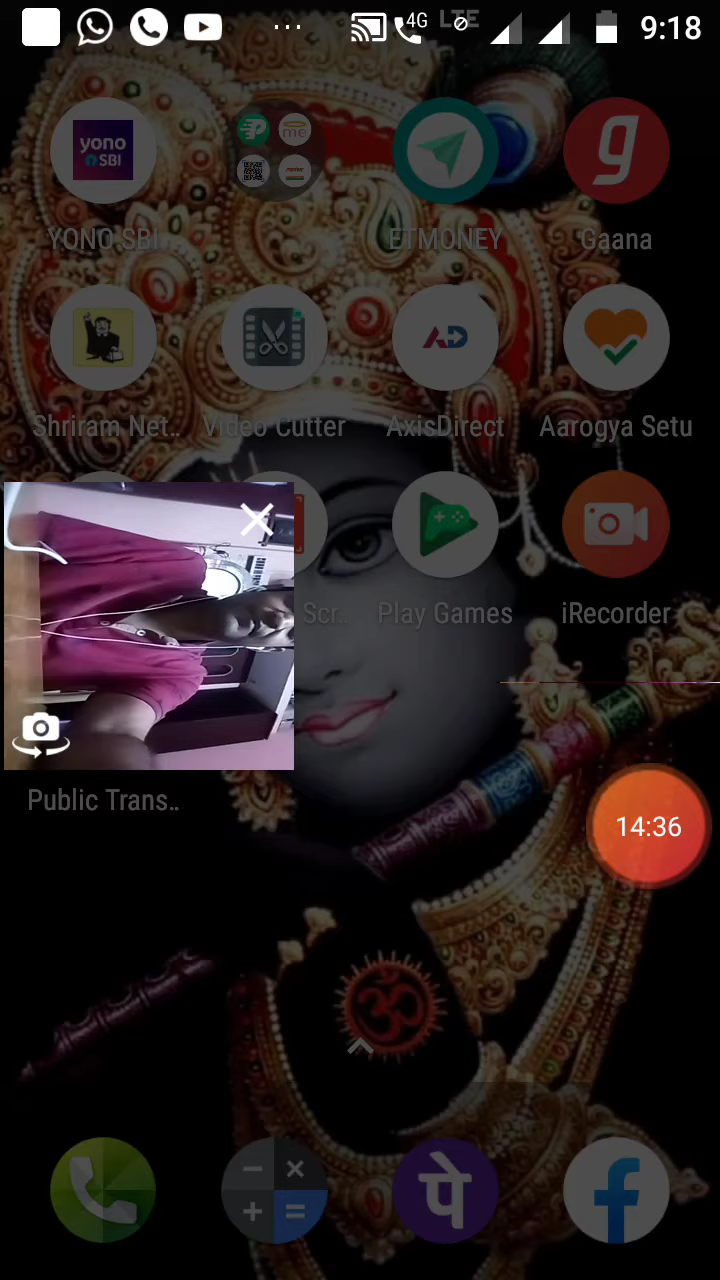 4G LTE 9:18
yono
SBI
me
g
YONO SBI... ETMONEY Gaana
AD
Shriram Net.. Video Cutter AxisDirect Aarogya Setu
Scr.. Play Games iRecorder
Public Trans..
14:36
ॐ
पे f